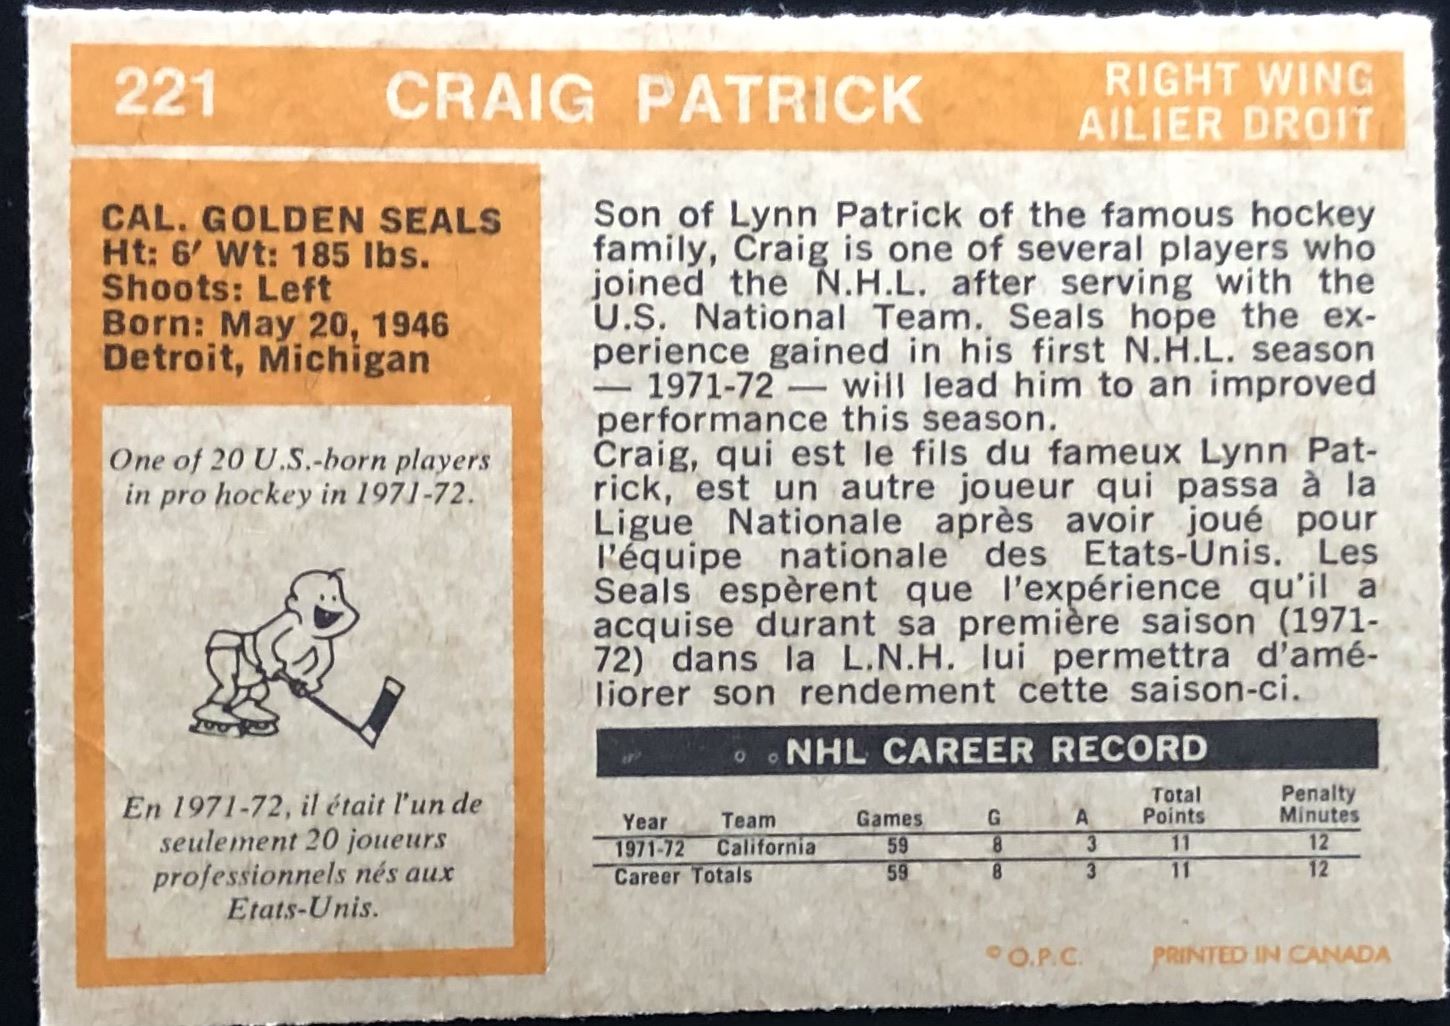 221 CRAIG PATRICK RIGHT WING
AILIER DROIT
CAL. GOLDEN SEALS
Ht: 6′ Wt: 185 lbs.
Shoots: Left
Born: May 20, 1946
Detroit, Michigan
One of 20 U.S.-born players
in pro hockey in 1971-72.
En 1971-72, il était l'un de
seulement 20 joueurs
professionnels nés aux
Etats-Unis.
Son of Lynn Patrick of the famous hockey
family, Craig is one of several players who
joined the N.H.L. after serving with the
U.S. National Team. Seals hope the ex-
perience gained in his first N.H.L. season
— 1971-72 — will lead him to an improved
performance this season.
Craig, qui est le fils du fameux Lynn Pat-
rick, est un autre joueur qui passa à la
Ligue Nationale après avoir joué pour
l'équipe nationale des Etats-Unis. Les
Seals espèrent que l'expérience qu'il a
acquise durant sa première saison (1971-
72) dans la L.N.H. lui permettra d'amé-
liorer son rendement cette saison-ci.
NHL CAREER RECORD
Year Team Games G A Total Points Penalty Minutes
1971-72 California 59 8 3 11 12
Career Totals 59 8 3 11 12
© O.P.C. PRINTED IN CANADA